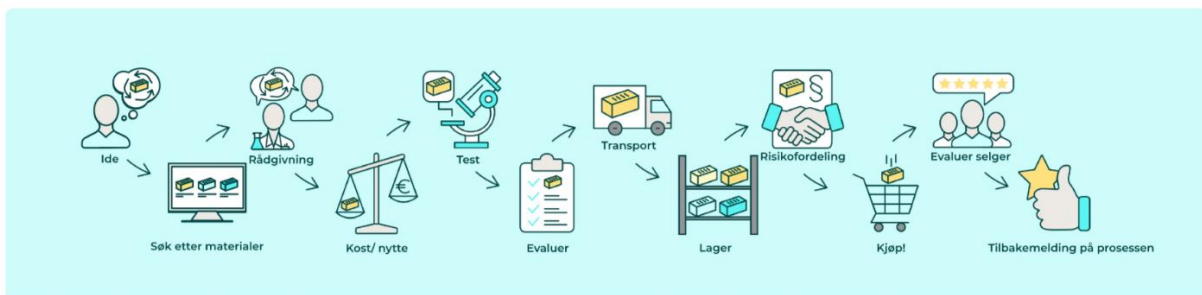 Ide
Søk etter materialer
Rådgivning
Kost/ nytte
Test
Evaluer
Transport
Lager
Risikofordeling
Kjøp!
Evaluer selger
Tilbakemelding på prosessen
§
€